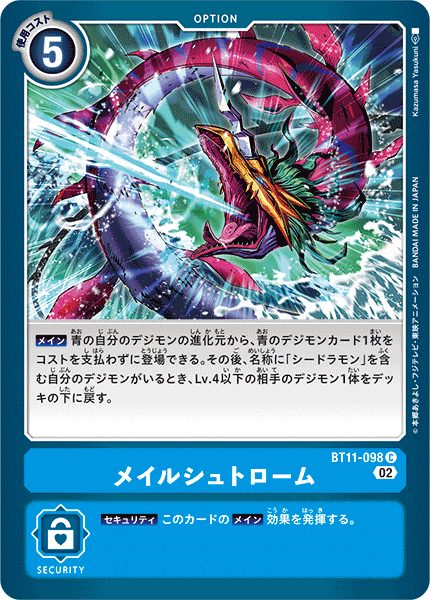 OPTION
使用コスト
5
Kazumasa Yasukuni
BANDAI MADE IN JAPAN
©本郷あきよし・フジテレビ・東映アニメーション
メイン 青の自分のデジモンの進化元から、青のデジモンカード1枚を
コストを支払わずに登場できる。その後、名称に「シードラモン」を含
む自分のデジモンがいるとき、Lv.4以下の相手のデジモン1体をデッ
キの下に戻す。
BT11-098 C
メイルシュトローム
02
セキュリティ このカードの メイン 効果を発揮する。
SECURITY